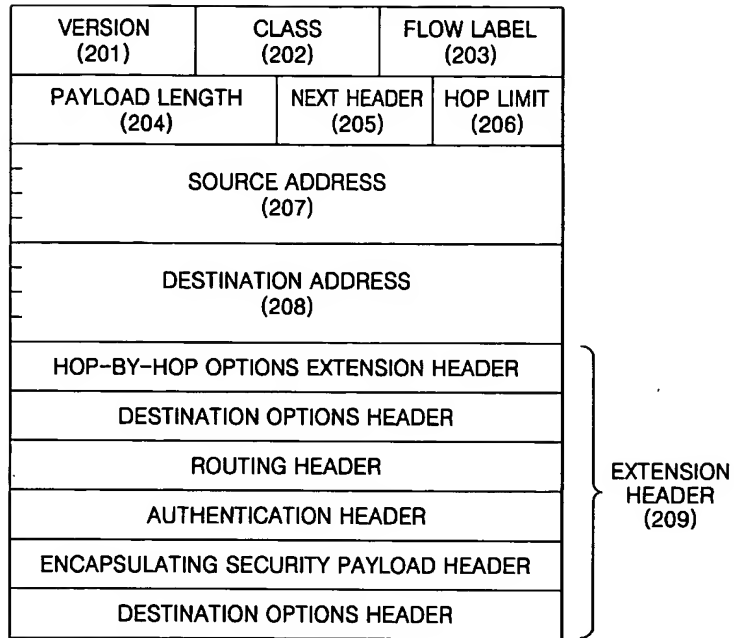 VERSION
(201)
CLASS
(202)
FLOW LABEL
(203)
PAYLOAD LENGTH
(204)
NEXT HEADER
(205)
HOP LIMIT
(206)
SOURCE ADDRESS
(207)
DESTINATION ADDRESS
(208)
HOP-BY-HOP OPTIONS EXTENSION HEADER
DESTINATION OPTIONS HEADER
ROUTING HEADER
AUTHENTICATION HEADER
ENCAPSULATING SECURITY PAYLOAD HEADER
DESTINATION OPTIONS HEADER
EXTENSION
HEADER
(209)